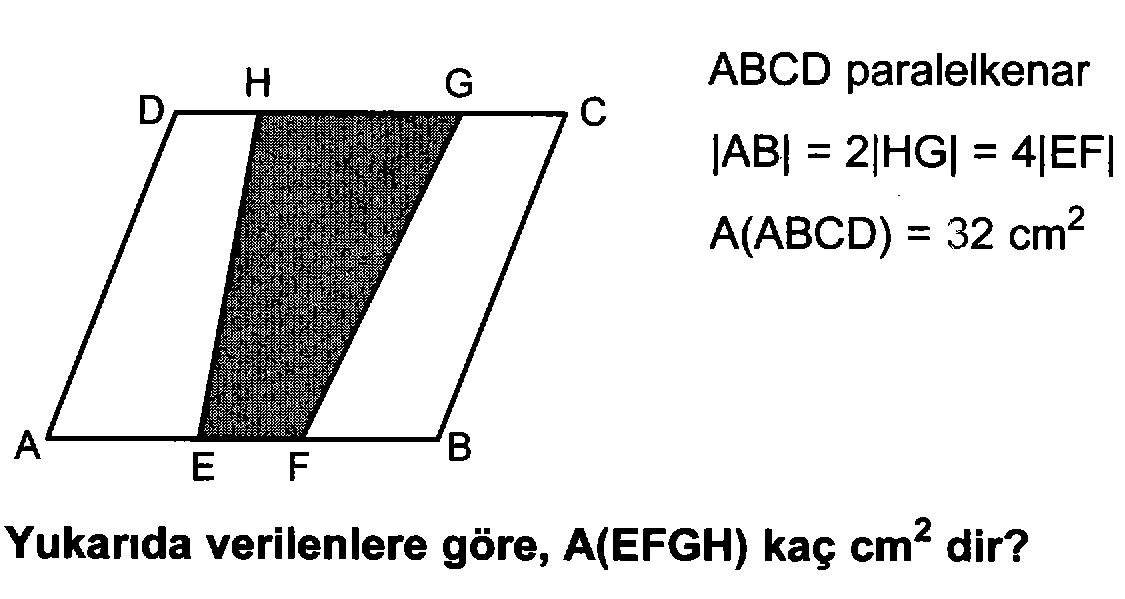 H G
D C
A B
E F
ABCD paralelkenar
|AB| = 2|HG| = 4|EF|
A(ABCD) = 32 cm²
Yukarıda verilenlere göre, A(EFGH) kaç cm² dir?